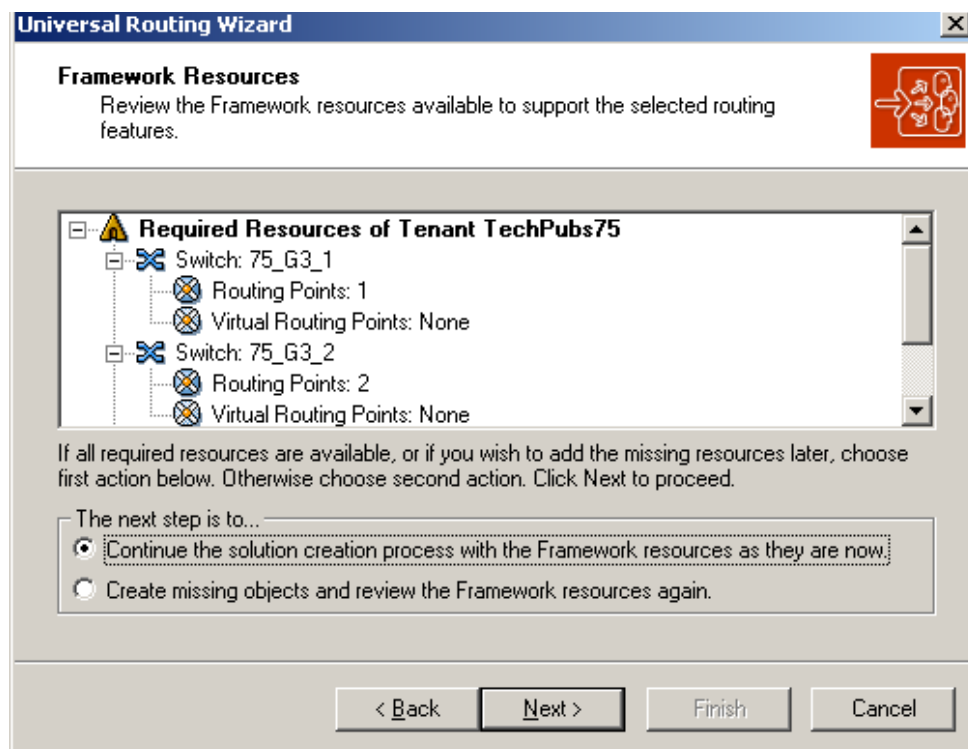 Universal Routing Wizard
Framework Resources
Review the Framework resources available to support the selected routing
features.
Required Resources of Tenant TechPubs75
Switch: 75_G3_1
Routing Points: 1
Virtual Routing Points: None
Switch: 75_G3_2
Routing Points: 2
Virtual Routing Points: None
If all required resources are available, or if you wish to add the missing resources later, choose
first action below. Otherwise choose second action. Click Next to proceed.
The next step is to...
Continue the solution creation process with the Framework resources as they are now.
Create missing objects and review the Framework resources again.
< Back
Next >
Finish
Cancel